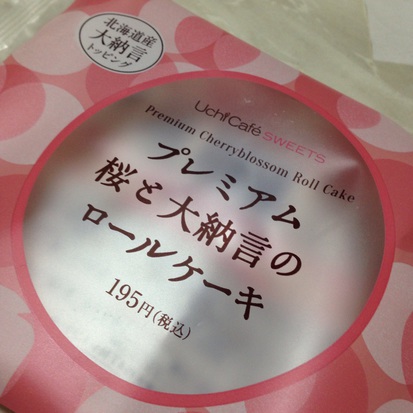 北海道産
大納言
トッピング
Uchi Café SWEETS
Premium Cherryblossom Roll Cake
プレミアム
桜と大納言の
ロールケーキ
195円(税込)